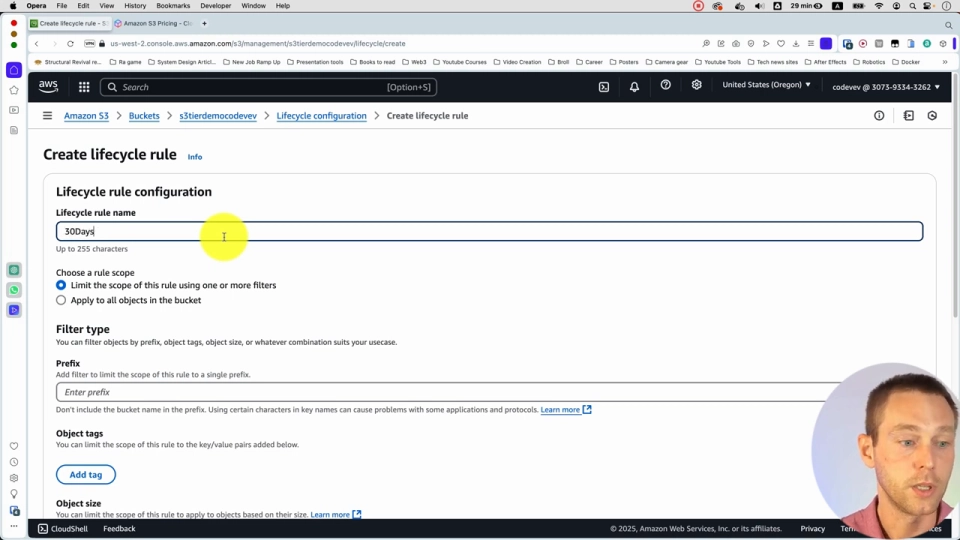 Opera File Edit View History Bookmarks Developer Window Help 29 min
Create lifecycle rule - S3 Amazon S3 Pricing - Clo
VPN us-west-2.console.aws.amazon.com/s3/management/s3tierdemocodevev/lifecycle/create
Structural Revival re... Ra game System Design Articl... New Job Ramp Up Presentation tools Books to read Web3 Youtube Courses Video Creation Broll Career Posters Camera gear Youtube Tools Tech news sites After Effects Robotics Docker
aws Search [Option+S] United States (Oregon) codevev @ 3073-9334-3262
Amazon S3 Buckets s3tierdemocodevev Lifecycle configuration Create lifecycle rule
Create lifecycle rule Info
Lifecycle rule configuration
Lifecycle rule name
30Days
Up to 255 characters
Choose a rule scope
Limit the scope of this rule using one or more filters
Apply to all objects in the bucket
Filter type
You can filter objects by prefix, object tags, object size, or whatever combination suits your usecase.
Prefix
Add filter to limit the scope of this rule to a single prefix.
Enter prefix
Don't include the bucket name in the prefix. Using certain characters in key names can cause problems with some applications and protocols. Learn more
Object tags
You can limit the scope of this rule to the key/value pairs added below.
Add tag
Object size
You can limit the scope of this rule to apply to objects based on their size. Learn more
CloudShell Feedback © 2025, Amazon Web Services, Inc. or its affiliates. Privacy